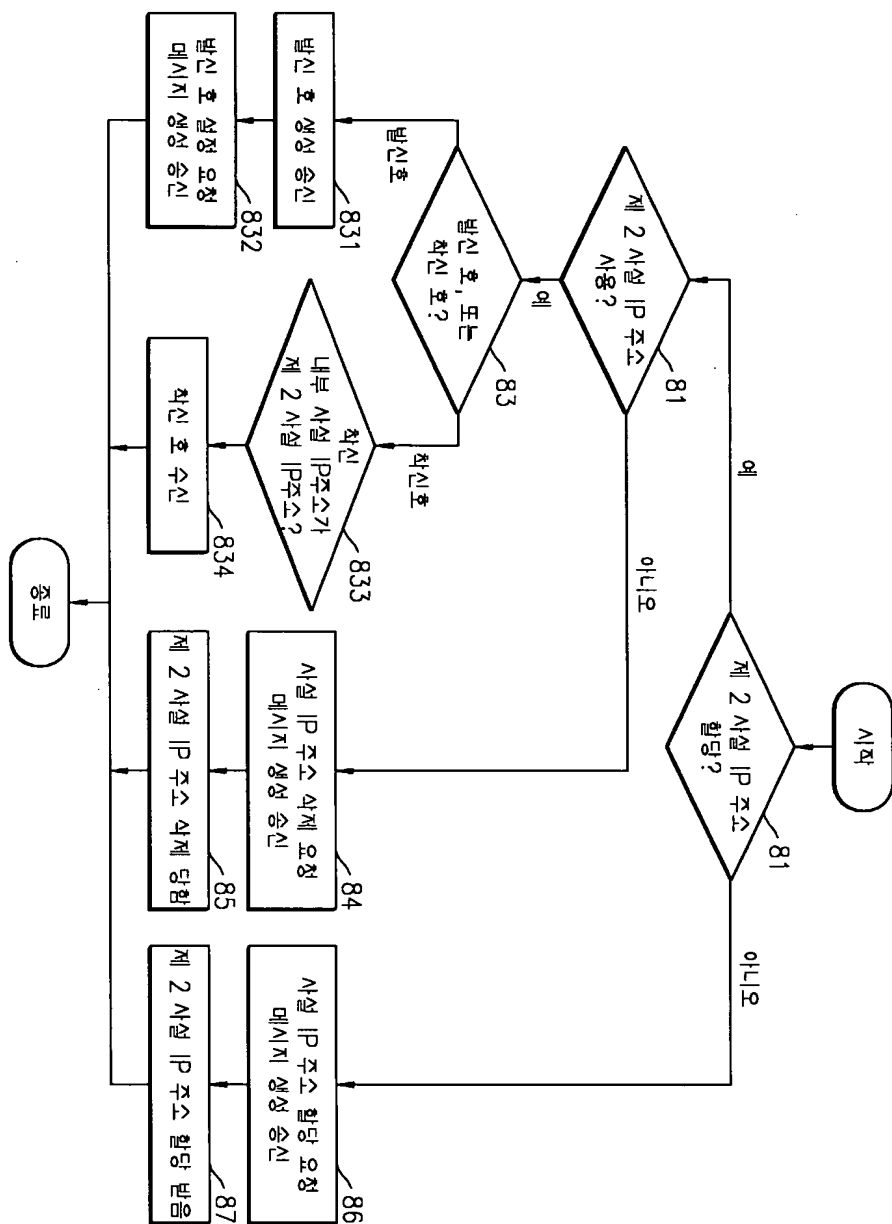 시작
제 2 사설 IP 주소
할당?
81
예
아니오
제 2 사설 IP 주소
사용?
81
예
아니오
발신 호, 또는
착신 호?
83
발신호
착신호
발신 호 생성 송신
831
발신 호 설정 요청
메시지 생성 송신
832
착신
내부 사설 IP주소가
제 2 사설 IP주소?
833
착신 호 수신
834
사설 IP 주소 삭제 요청
메시지 생성 송신
84
제 2 사설 IP 주소 삭제 당함
85
사설 IP 주소 할당 요청
메시지 생성 송신
86
제 2 사설 IP 주소 할당 받음
87
종료